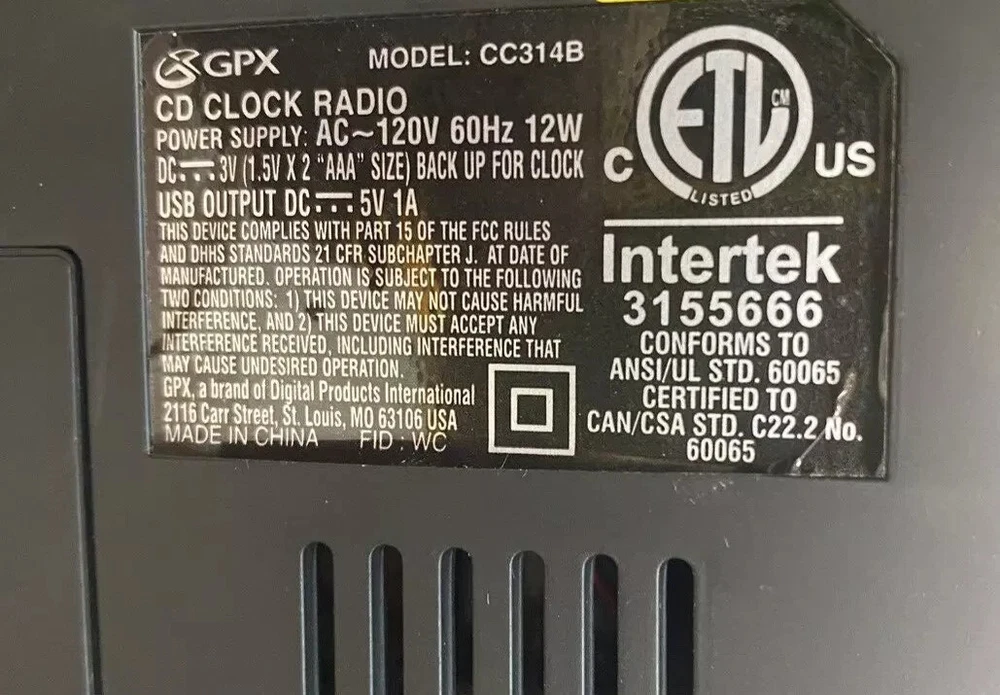 GPX MODEL: CC314B
CD CLOCK RADIO
POWER SUPPLY: AC~120V 60Hz 12W
DC⎓ 3V (1.5V X 2 “AAA” SIZE) BACK UP FOR CLOCK
USB OUTPUT DC⎓ 5V 1A
THIS DEVICE COMPLIES WITH PART 15 OF THE FCC RULES
AND DHHS STANDARDS 21 CFR SUBCHAPTER J. AT DATE OF
MANUFACTURED. OPERATION IS SUBJECT TO THE FOLLOWING
TWO CONDITIONS: 1) THIS DEVICE MAY NOT CAUSE HARMFUL
INTERFERENCE, AND 2) THIS DEVICE MUST ACCEPT ANY
INTERFERENCE RECEIVED, INCLUDING INTERFERENCE THAT
MAY CAUSE UNDESIRED OPERATION.
GPX, a brand of Digital Products International
2116 Carr Street, St. Louis, MO 63106 USA
MADE IN CHINA FID : WC
C ETL CM US
LISTED
Intertek
3155666
CONFORMS TO
ANSI/UL STD. 60065
CERTIFIED TO
CAN/CSA STD. C22.2 No.
60065